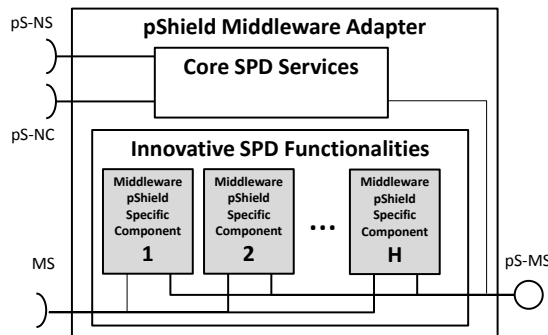 pS-NS
pShield Middleware Adapter
Core SPD Services
pS-NC
Innovative SPD Functionalities
Middleware
pShield
Specific
Component
1
Middleware
pShield
Specific
Component
2
...
Middleware
pShield
Specific
Component
H
MS
pS-MS